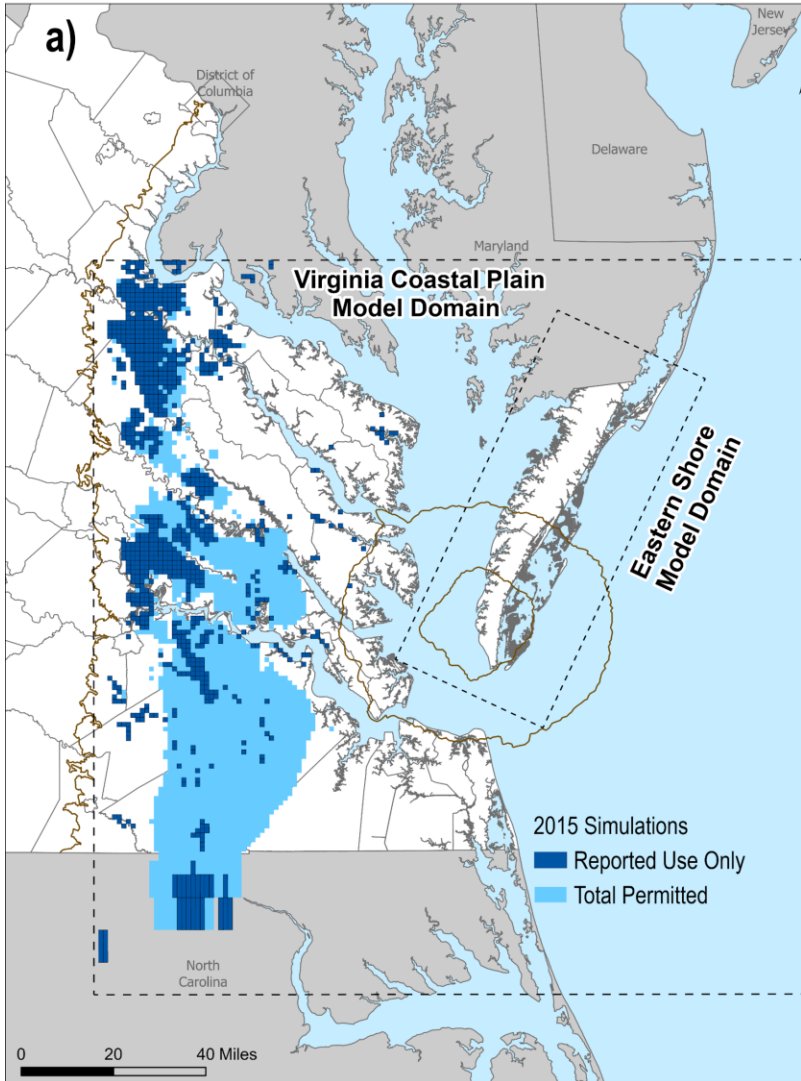 a)
New
Jersey
District of
Columbia
Delaware
Maryland
Virginia Coastal Plain
Model Domain
Eastern Shore
Model Domain
2015 Simulations
Reported Use Only
Total Permitted
North
Carolina
0 20 40 Miles